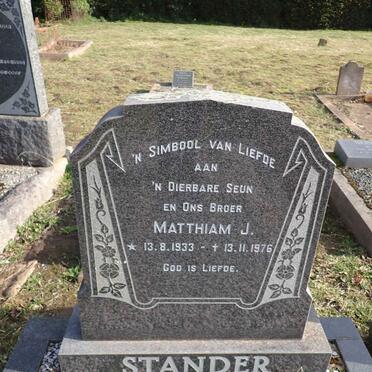 'N SIMBOOL VAN LIEFDE
AAN
'N DIERBARE SEUN
EN ONS BROER
MATTHIAM J.
★ 13.8.1933 - ✝ 13.11.1976
GOD IS LIEFDE.
STANDER